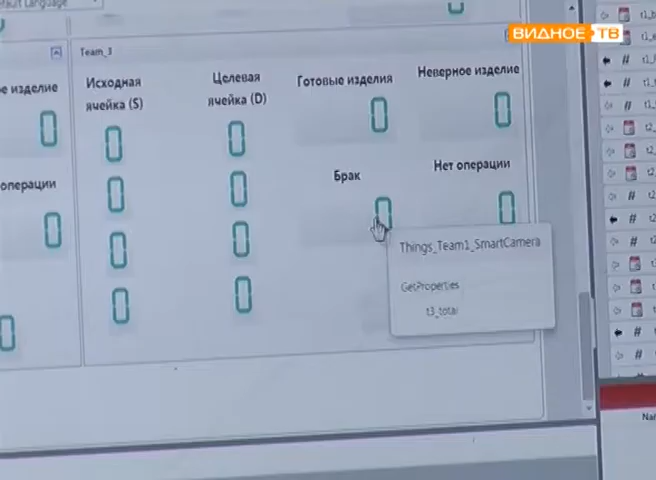 Default Language
ВИДНОЕ ТВ
Team_3
е изделие
Исходная
ячейка (S)
Целевая
ячейка (D)
Готовые изделия
Неверное изделие
0
0
0
0
0
операции
Брак
Нет операции
0
0
0
0
0
0
0
0
0
0
Things_Team1_SmartCamera
GetProperties
t3_total